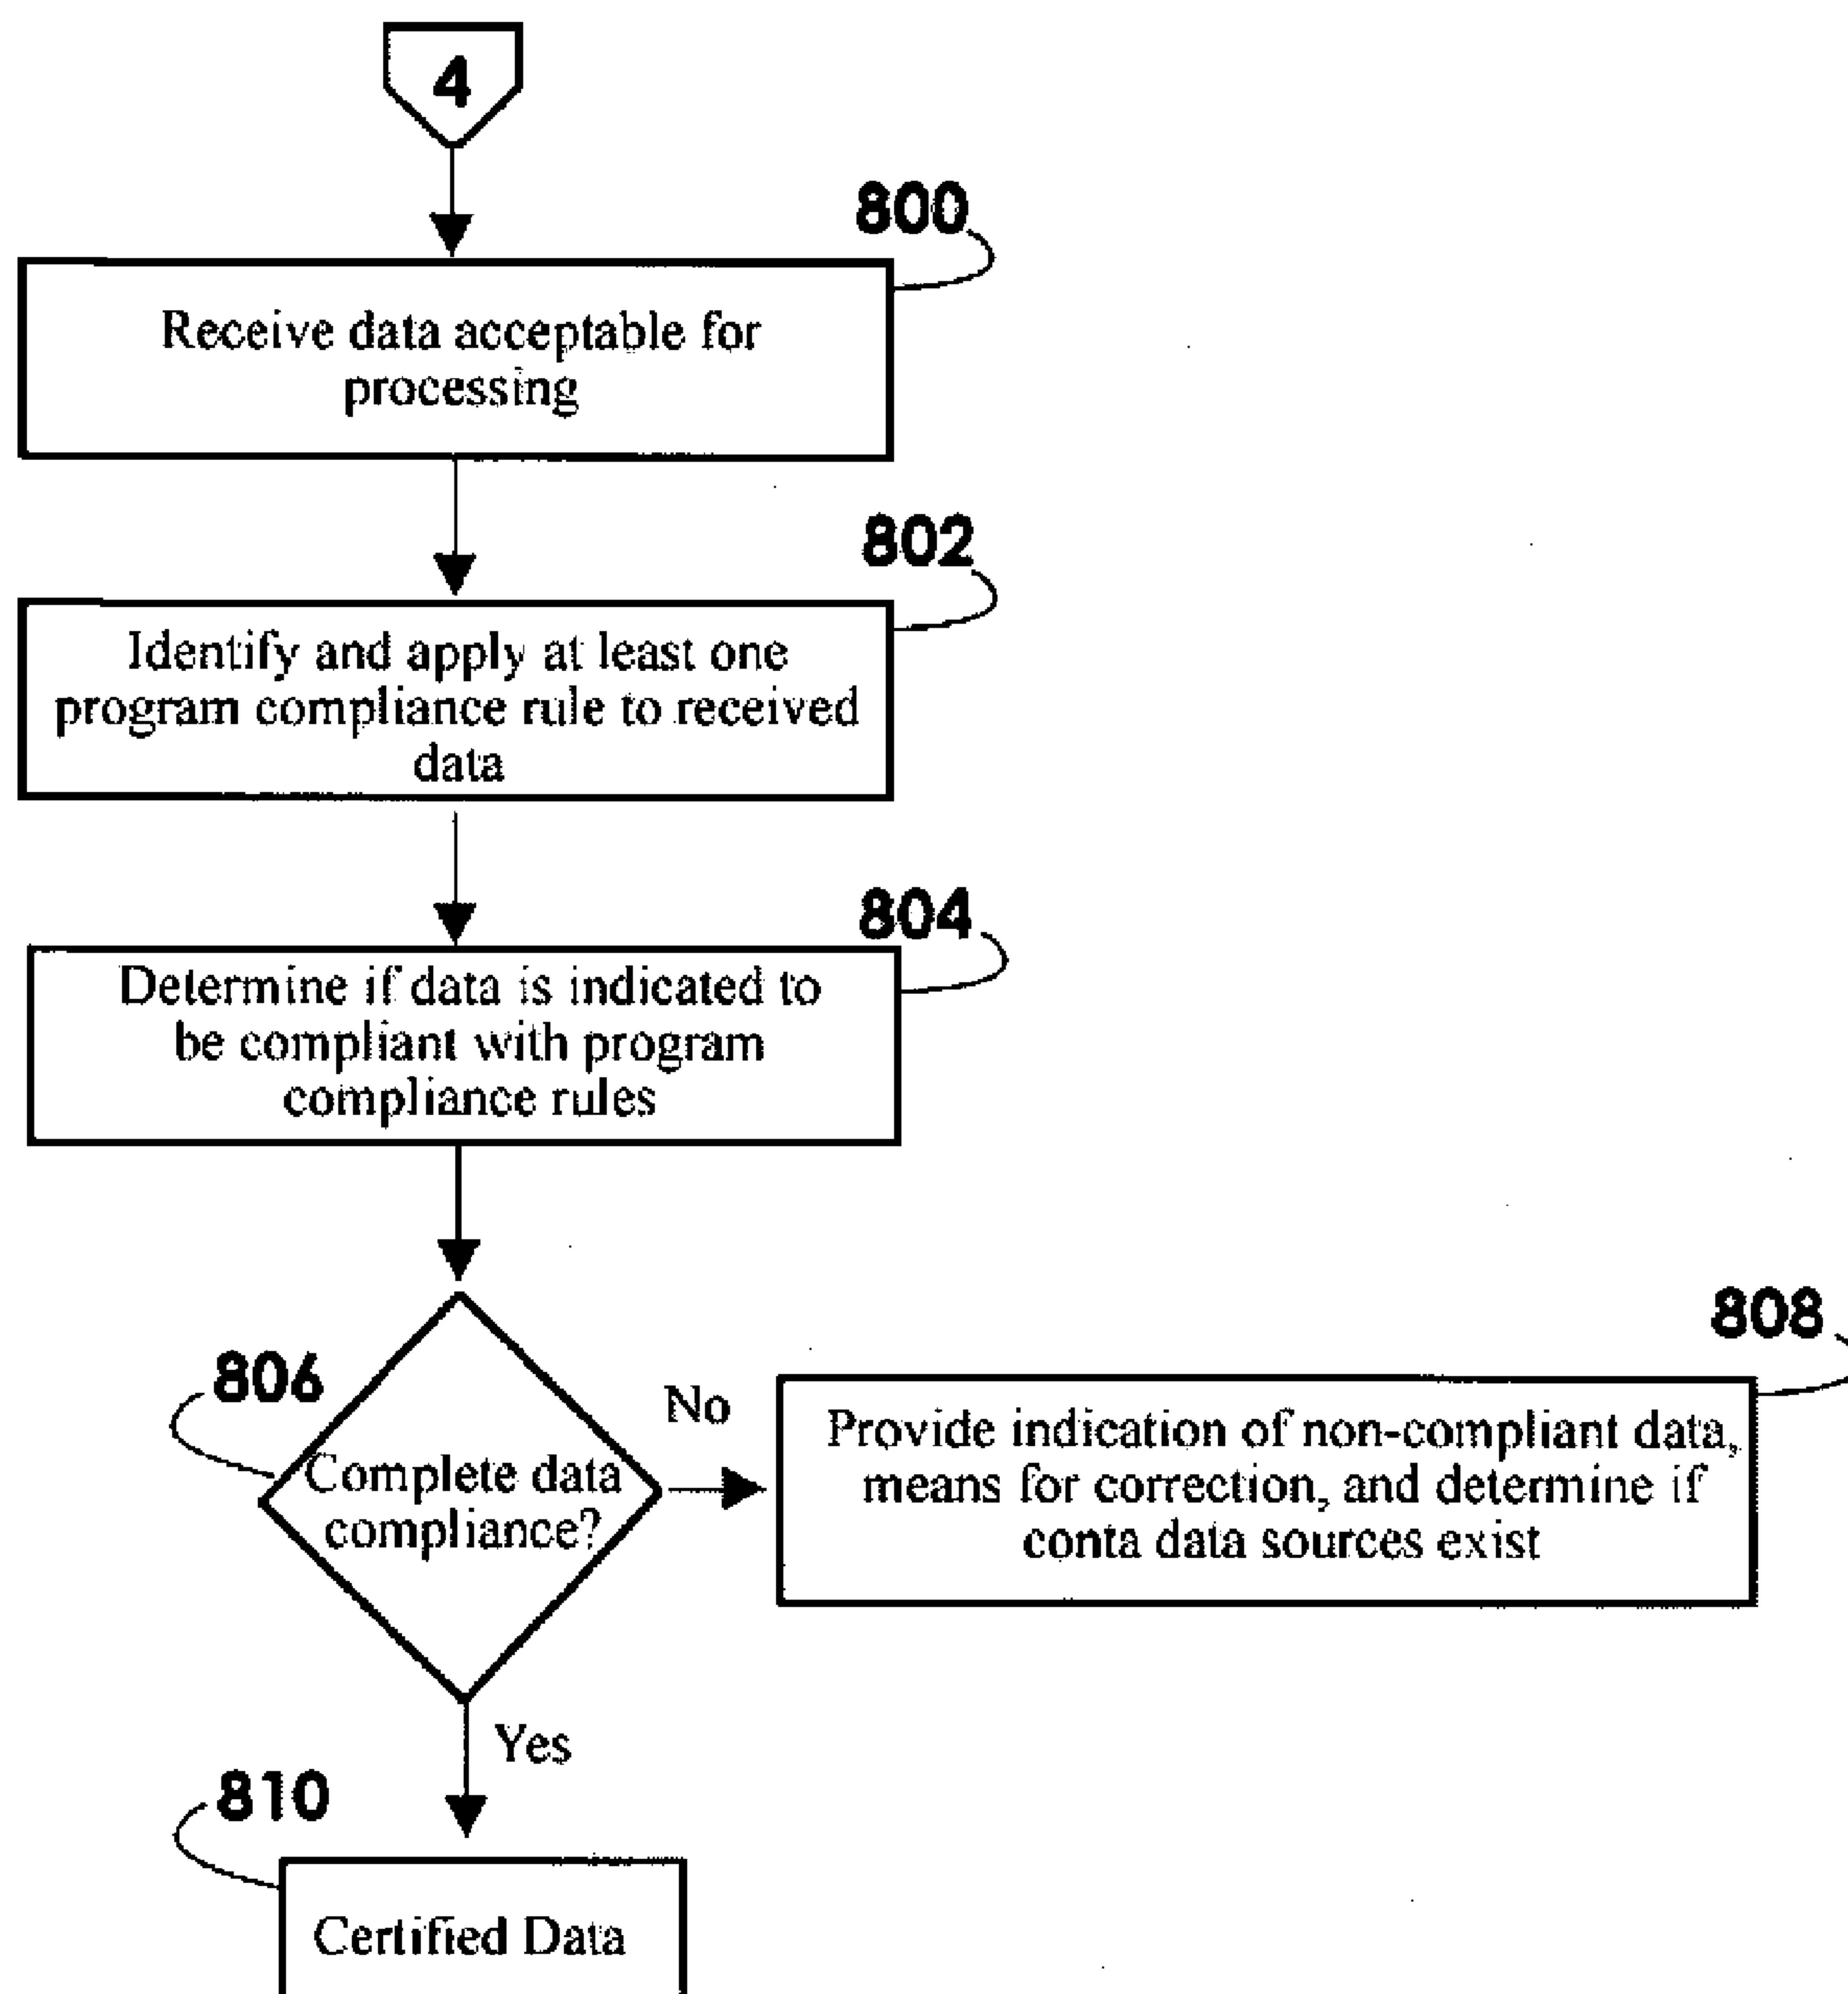 4
800
Receive data acceptable for
processing
802
Identify and apply at least one
program compliance rule to received
data
804
Determine if data is indicated to
be compliant with program
compliance rules
806
Complete data
compliance?
No
808
Provide indication of non-compliant data,
means for correction, and determine if
conta data sources exist
Yes
810
Certified Data